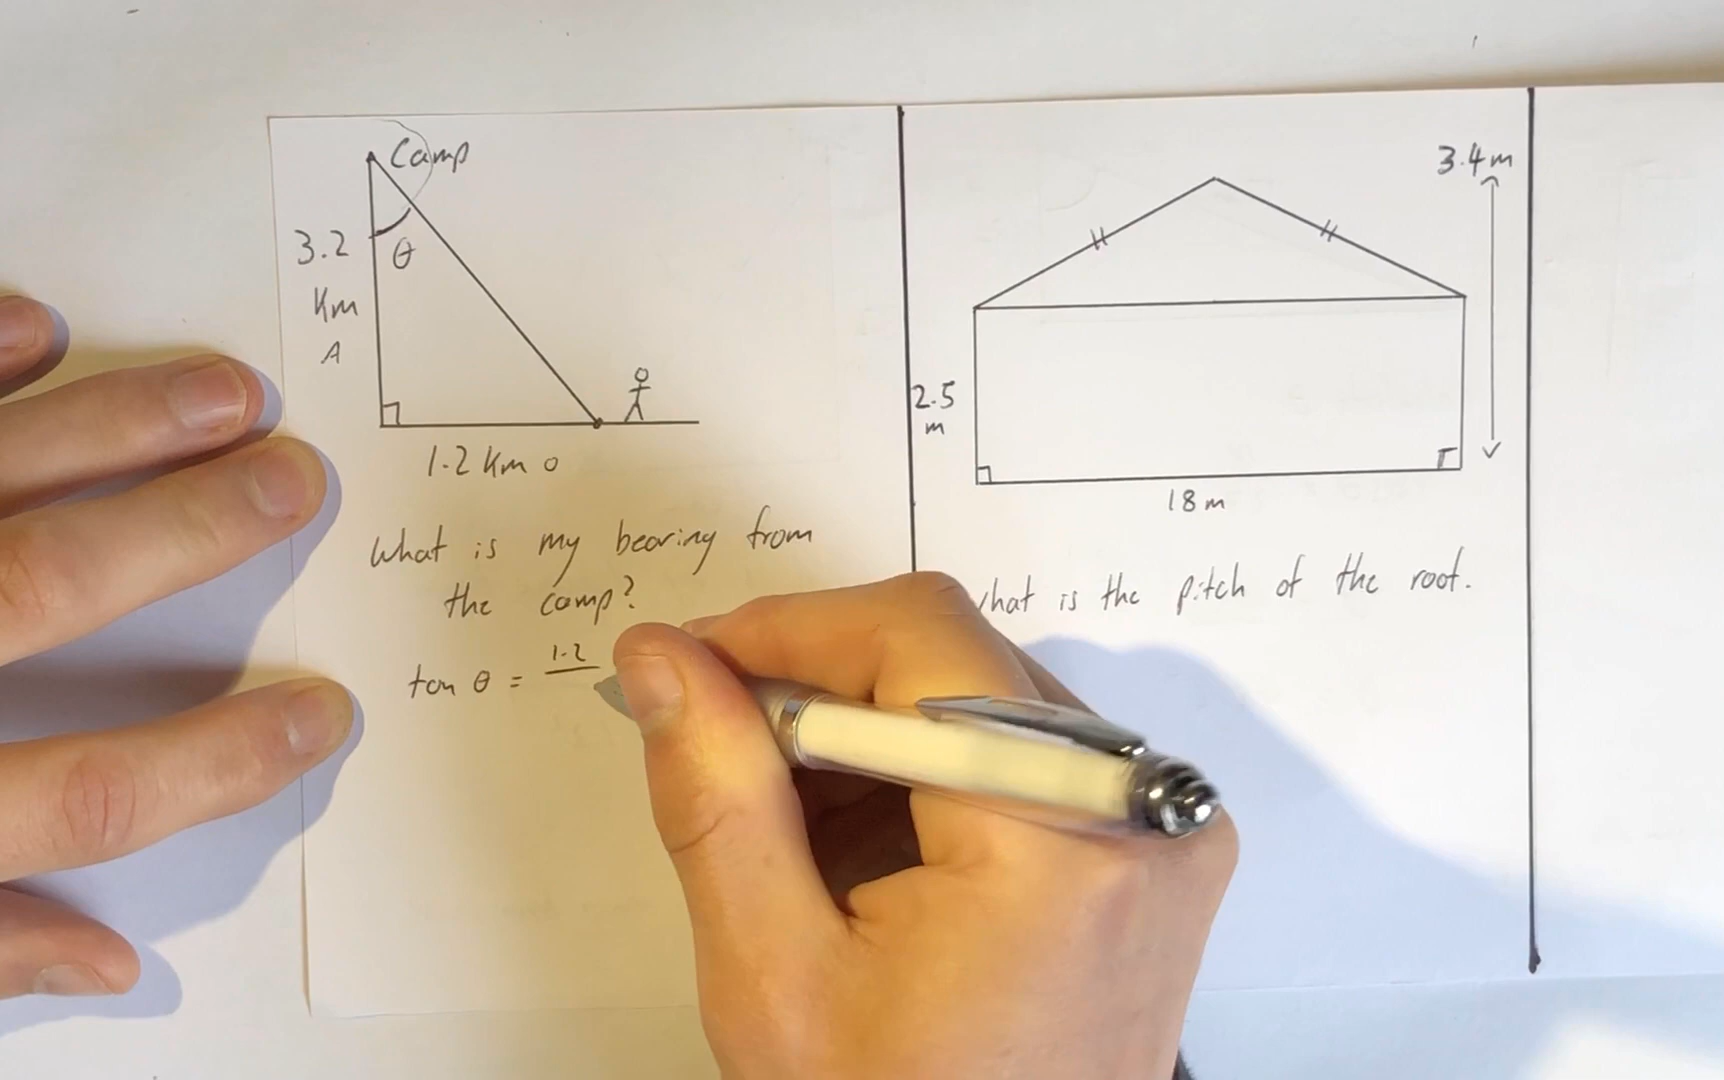 Camp
3.2
Km
A
θ
1.2 Km O
What is my bearing from
the camp?
tan θ = 1.2
3.4m
2.5
m
18m
hat is the pitch of the roof.